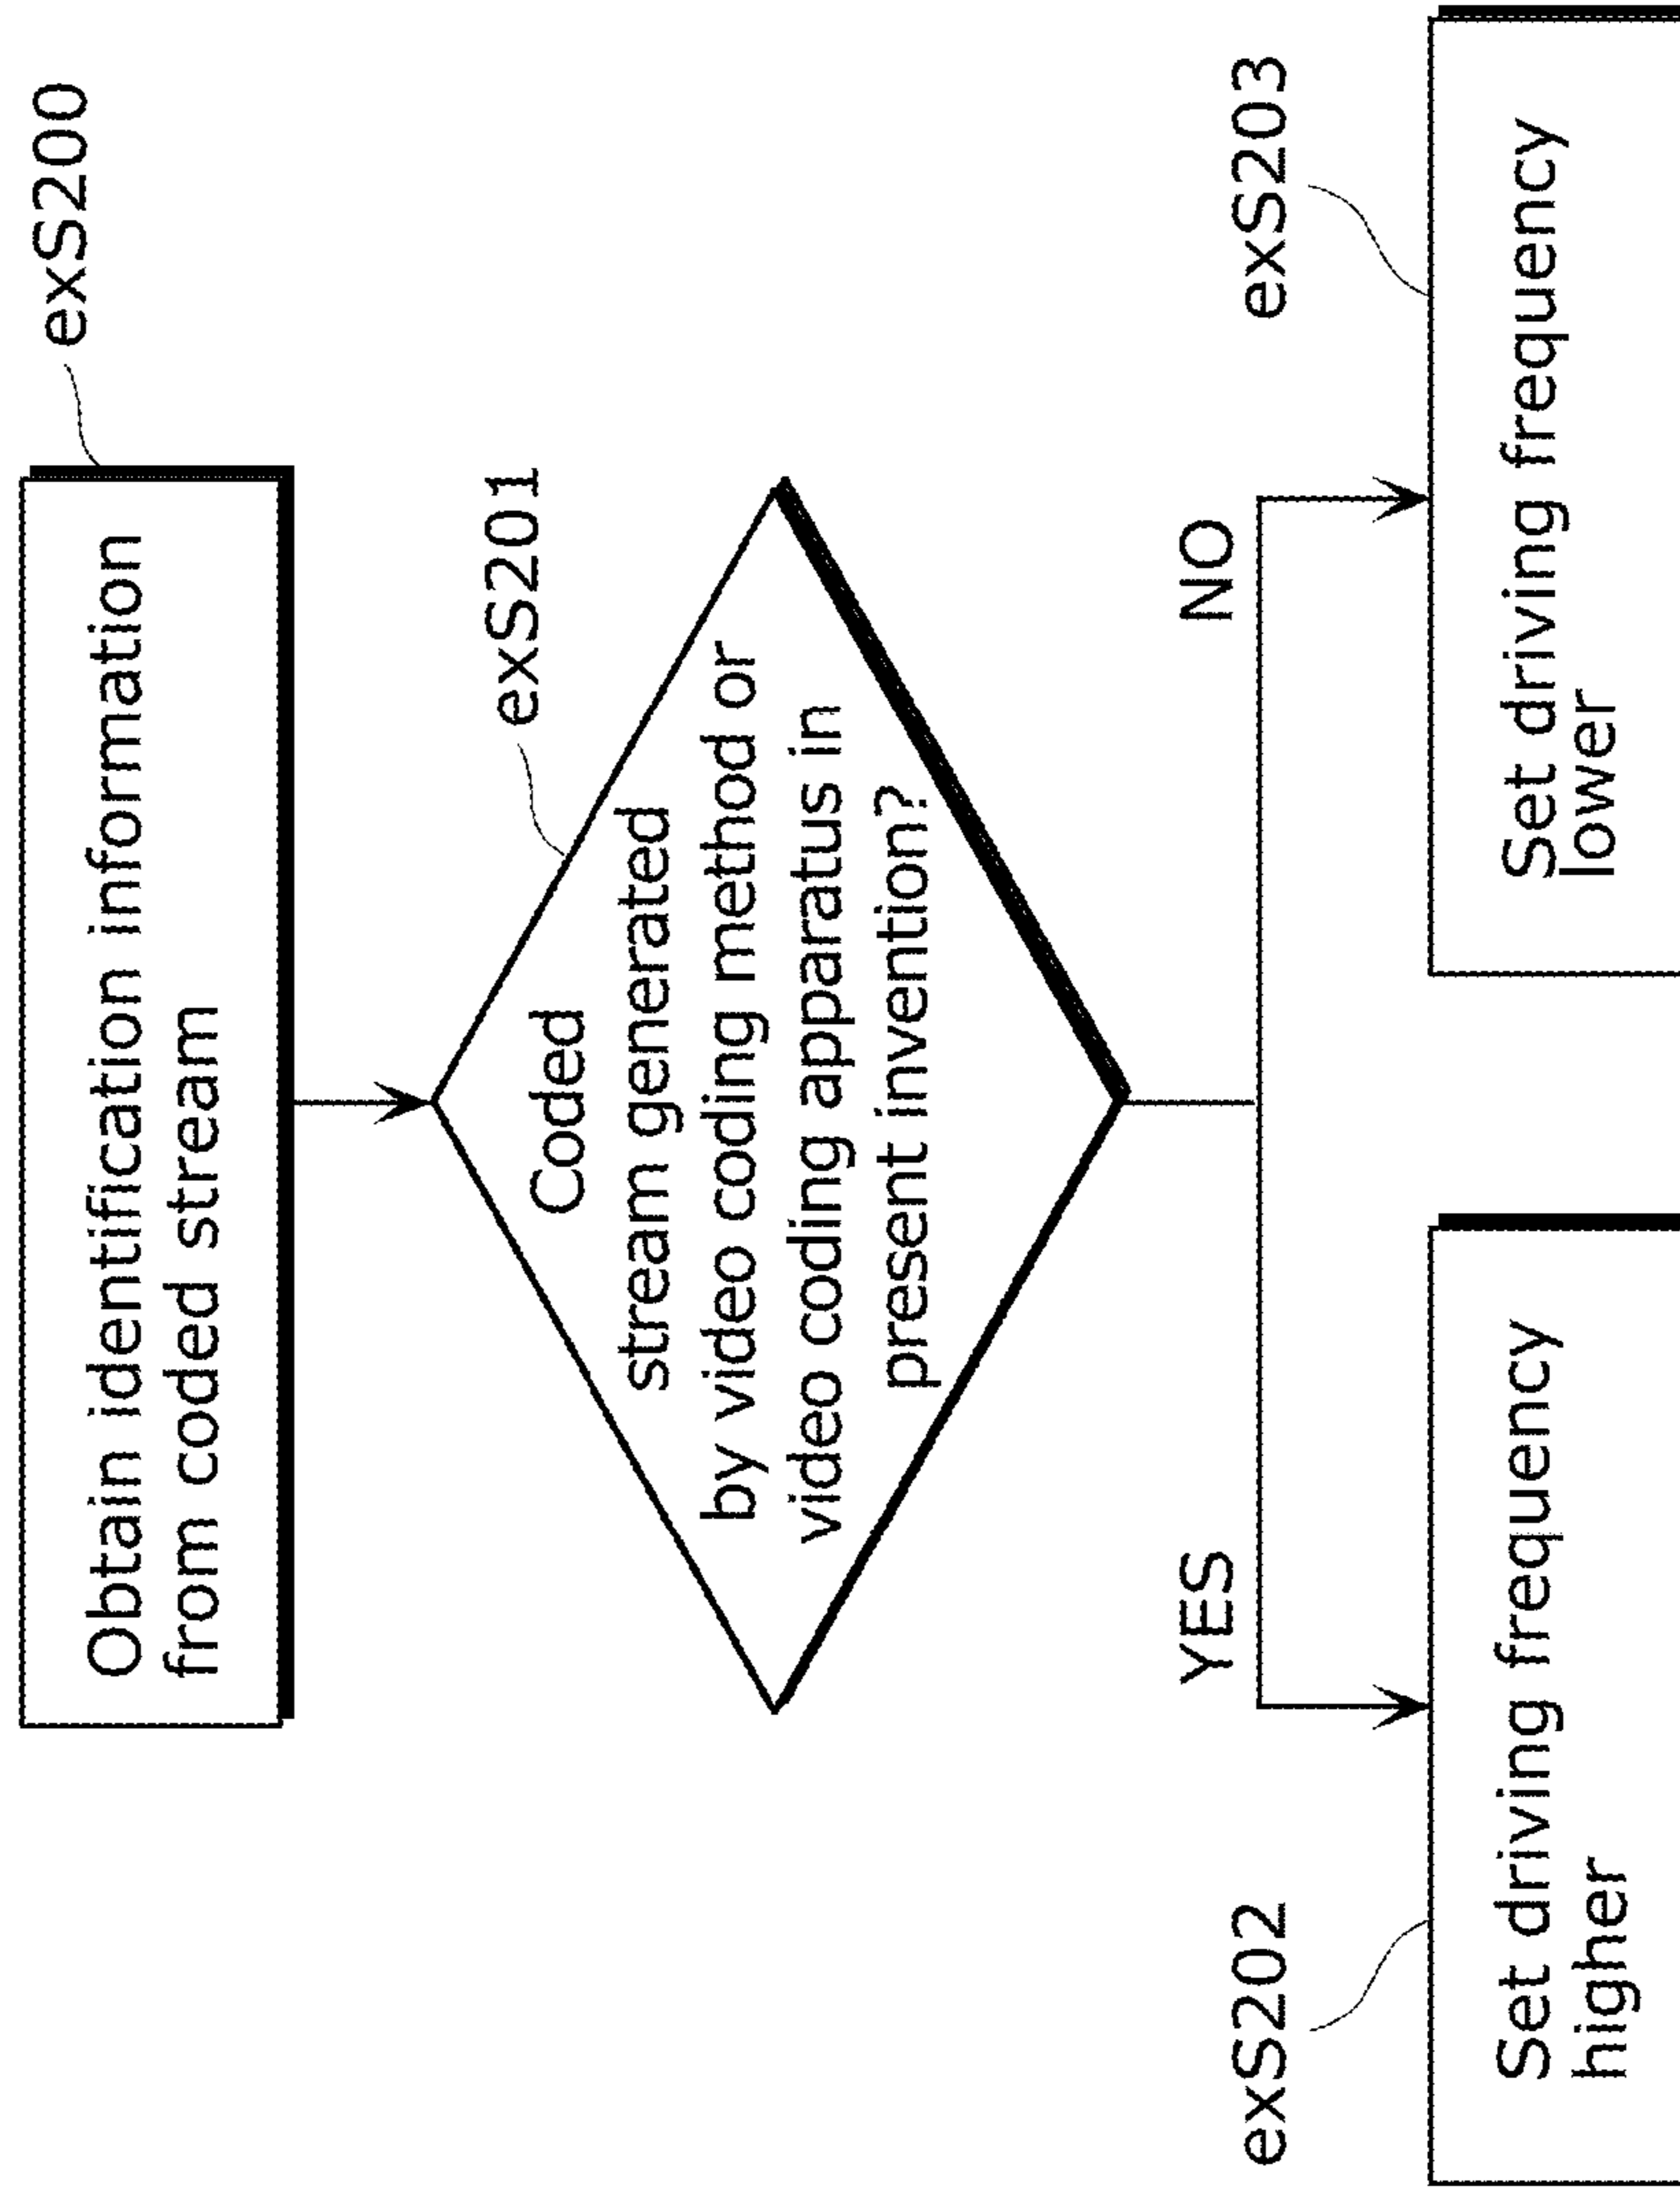 exS200
Obtain identification information
from coded stream
exS201
Coded
stream generated
by video coding method or
video coding apparatus in
present invention?
YES
NO
exS202
exS203
Set driving frequency
higher
Set driving frequency
lower